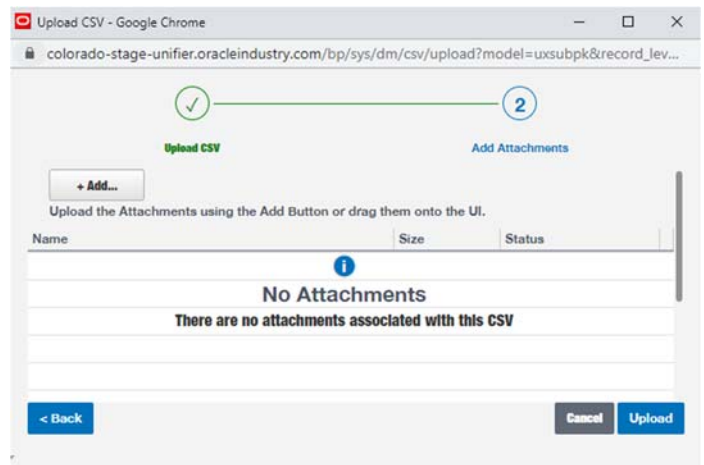 Upload CSV - Google Chrome
colorado-stage-unifier.oracleindustry.com/bp/sys/dm/csv/upload?model=uxsubpk&record_lev...
2
Upload CSV
Add Attachments
+ Add...
Upload the Attachments using the Add Button or drag them onto the UI.
Name Size Status
No Attachments
There are no attachments associated with this CSV
< Back Cancel Upload